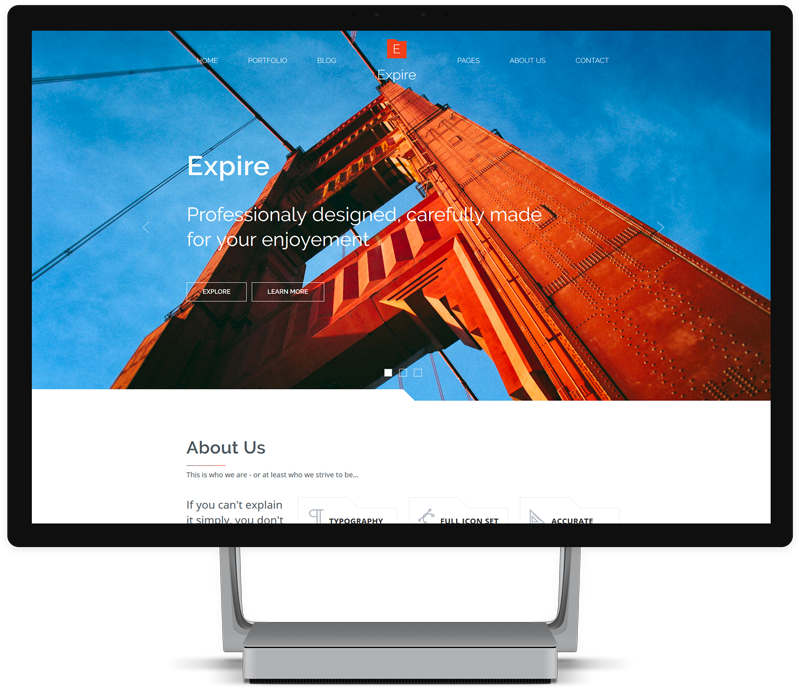 E
HOME PORTFOLIO BLOG PAGES ABOUT US CONTACT
Expire
Expire
Professionaly designed, carefully made
for your enjoyement
EXPLORE LEARN MORE
About Us
This is who we are - or at least who we strive to be...
If you can't explain
it simply, you don't
TYPOGRAPHY FULL ICON SET ACCURATE